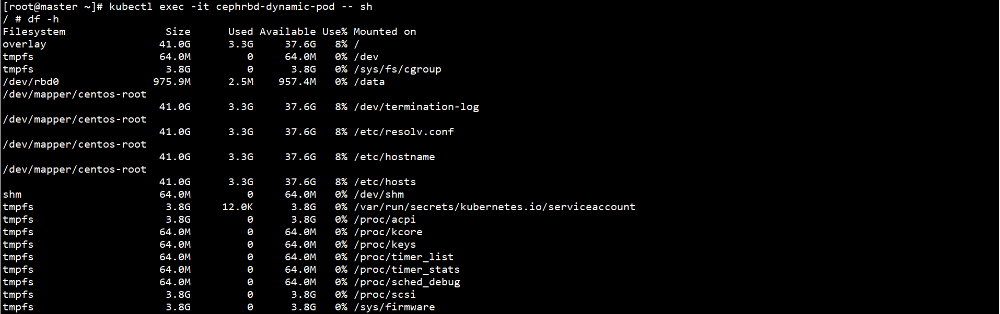 [root@master ~]# kubectl exec -it cephrbd-dynamic-pod -- sh
/ # df -h
Filesystem                Size      Used Available Use% Mounted on
overlay                  41.0G      3.3G     37.6G   8% /
tmpfs                    64.0M         0     64.0M   0% /dev
tmpfs                     3.8G         0      3.8G   0% /sys/fs/cgroup
/dev/rbd0               975.9M      2.5M    957.4M   0% /data
/dev/mapper/centos-root
                         41.0G      3.3G     37.6G   8% /dev/termination-log
/dev/mapper/centos-root
                         41.0G      3.3G     37.6G   8% /etc/resolv.conf
/dev/mapper/centos-root
                         41.0G      3.3G     37.6G   8% /etc/hostname
/dev/mapper/centos-root
                         41.0G      3.3G     37.6G   8% /etc/hosts
shm                      64.0M         0     64.0M   0% /dev/shm
tmpfs                     3.8G     12.0K      3.8G   0% /var/run/secrets/kubernetes.io/serviceaccount
tmpfs                     3.8G         0      3.8G   0% /proc/acpi
tmpfs                    64.0M         0     64.0M   0% /proc/kcore
tmpfs                    64.0M         0     64.0M   0% /proc/keys
tmpfs                    64.0M         0     64.0M   0% /proc/timer_list
tmpfs                    64.0M         0     64.0M   0% /proc/timer_stats
tmpfs                    64.0M         0     64.0M   0% /proc/sched_debug
tmpfs                     3.8G         0      3.8G   0% /proc/scsi
tmpfs                     3.8G         0      3.8G   0% /sys/firmware